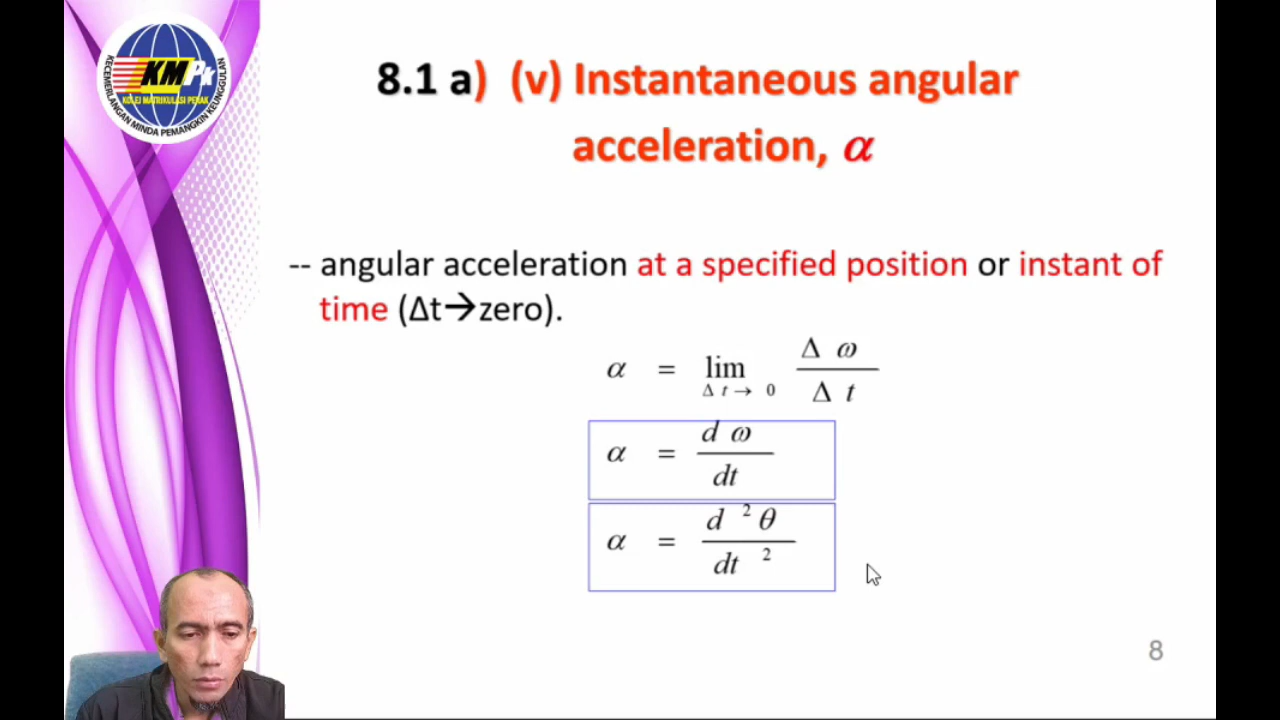 KMPk
KOLEJ MATRIKULASI PERAK
KECEMERLANGAN MINDA PEMANGKIN KEUNGGULAN
8.1 a) (v) Instantaneous angular
acceleration, α
-- angular acceleration at a specified position or instant of
time (Δt→zero).
α = lim Δt→0 Δω/Δt
α = dω/dt
α = d²θ/dt²
8